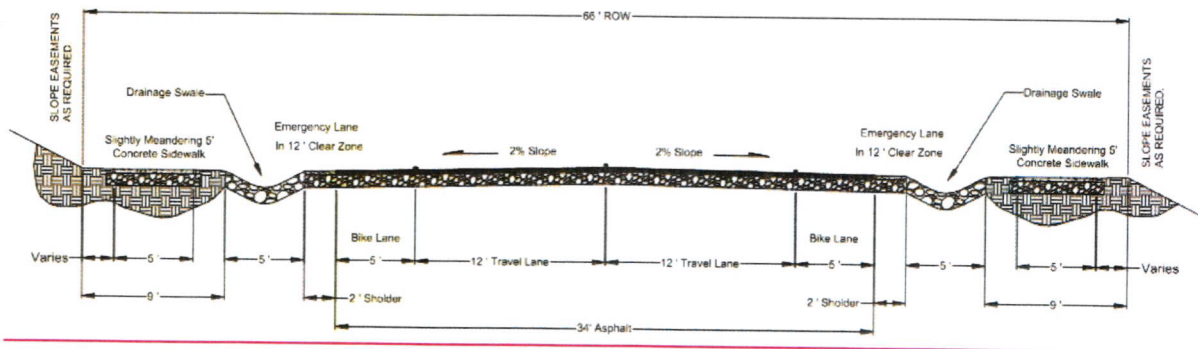 66 ' ROW
SLOPE EASEMENTS
AS REQUIRED
SLOPE EASEMENTS
AS REQUIRED.
Drainage Swale
Drainage Swale
Emergency Lane
In 12 ' Clear Zone
Emergency Lane
In 12 ' Clear Zone
Slightly Meandering 5'
Concrete Sidewalk
2% Slope
2% Slope
Slightly Meandering 5'
Concrete Sidewalk
Bike Lane
Bike Lane
Varies
5 '
5 '
5 '
12 ' Travel Lane
12 ' Travel Lane
5 '
5 '
5 '
Varies
9 '
2 ' Sholder
2 ' Sholder
9 '
34' Asphalt